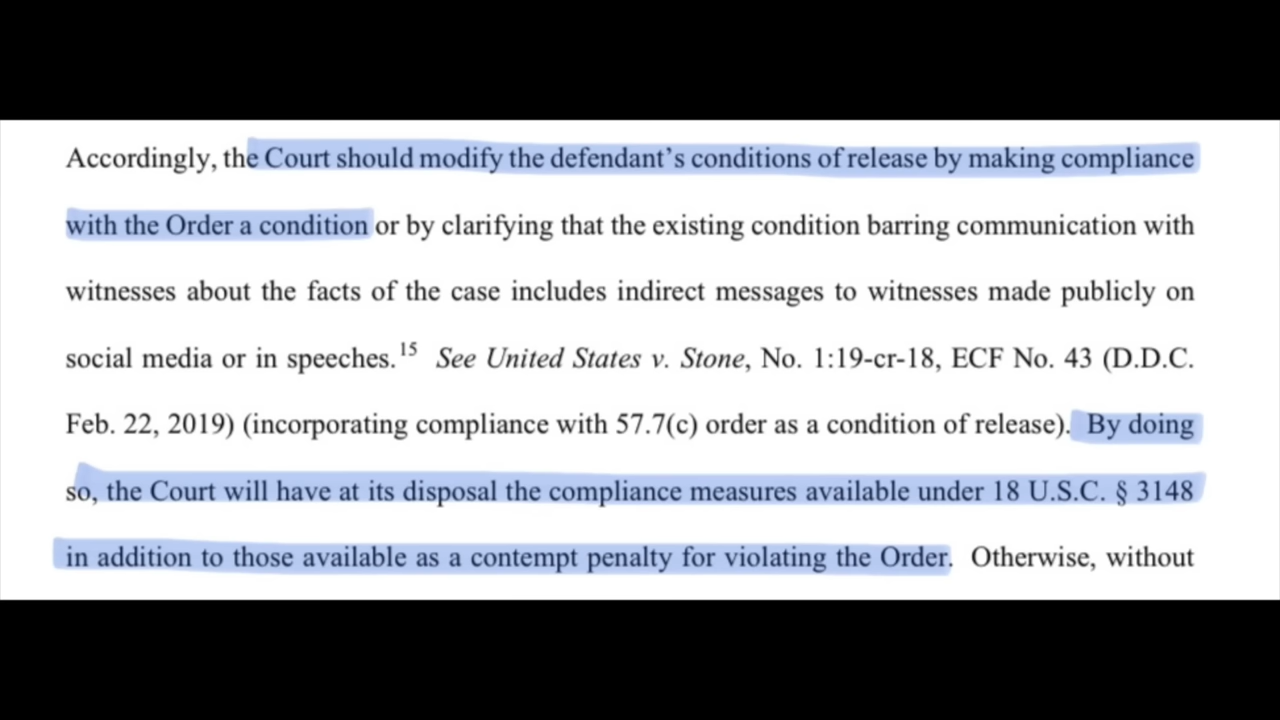 Accordingly, the Court should modify the defendant’s conditions of release by making compliance
with the Order a condition or by clarifying that the existing condition barring communication with
witnesses about the facts of the case includes indirect messages to witnesses made publicly on
social media or in speeches.15 See United States v. Stone, No. 1:19-cr-18, ECF No. 43 (D.D.C.
Feb. 22, 2019) (incorporating compliance with 57.7(c) order as a condition of release). By doing
so, the Court will have at its disposal the compliance measures available under 18 U.S.C. § 3148
in addition to those available as a contempt penalty for violating the Order. Otherwise, without